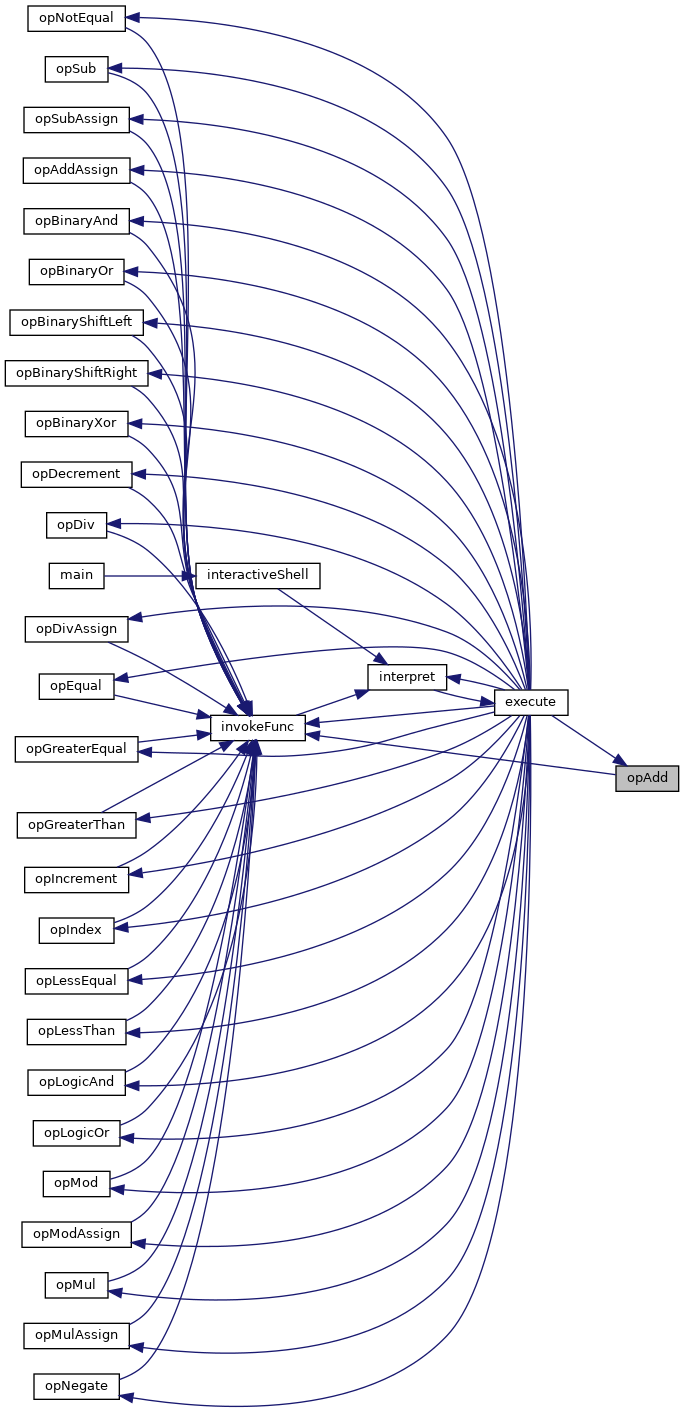 opNotEqual
opSub
opSubAssign
opAddAssign
opBinaryAnd
opBinaryOr
opBinaryShiftLeft
opBinaryShiftRight
opBinaryXor
opDecrement
opDiv
main
interactiveShell
opDivAssign
interpret
opEqual
execute
invokeFunc
opGreaterEqual
opAdd
opGreaterThan
opIncrement
opIndex
opLessEqual
opLessThan
opLogicAnd
opLogicOr
opMod
opModAssign
opMul
opMulAssign
opNegate